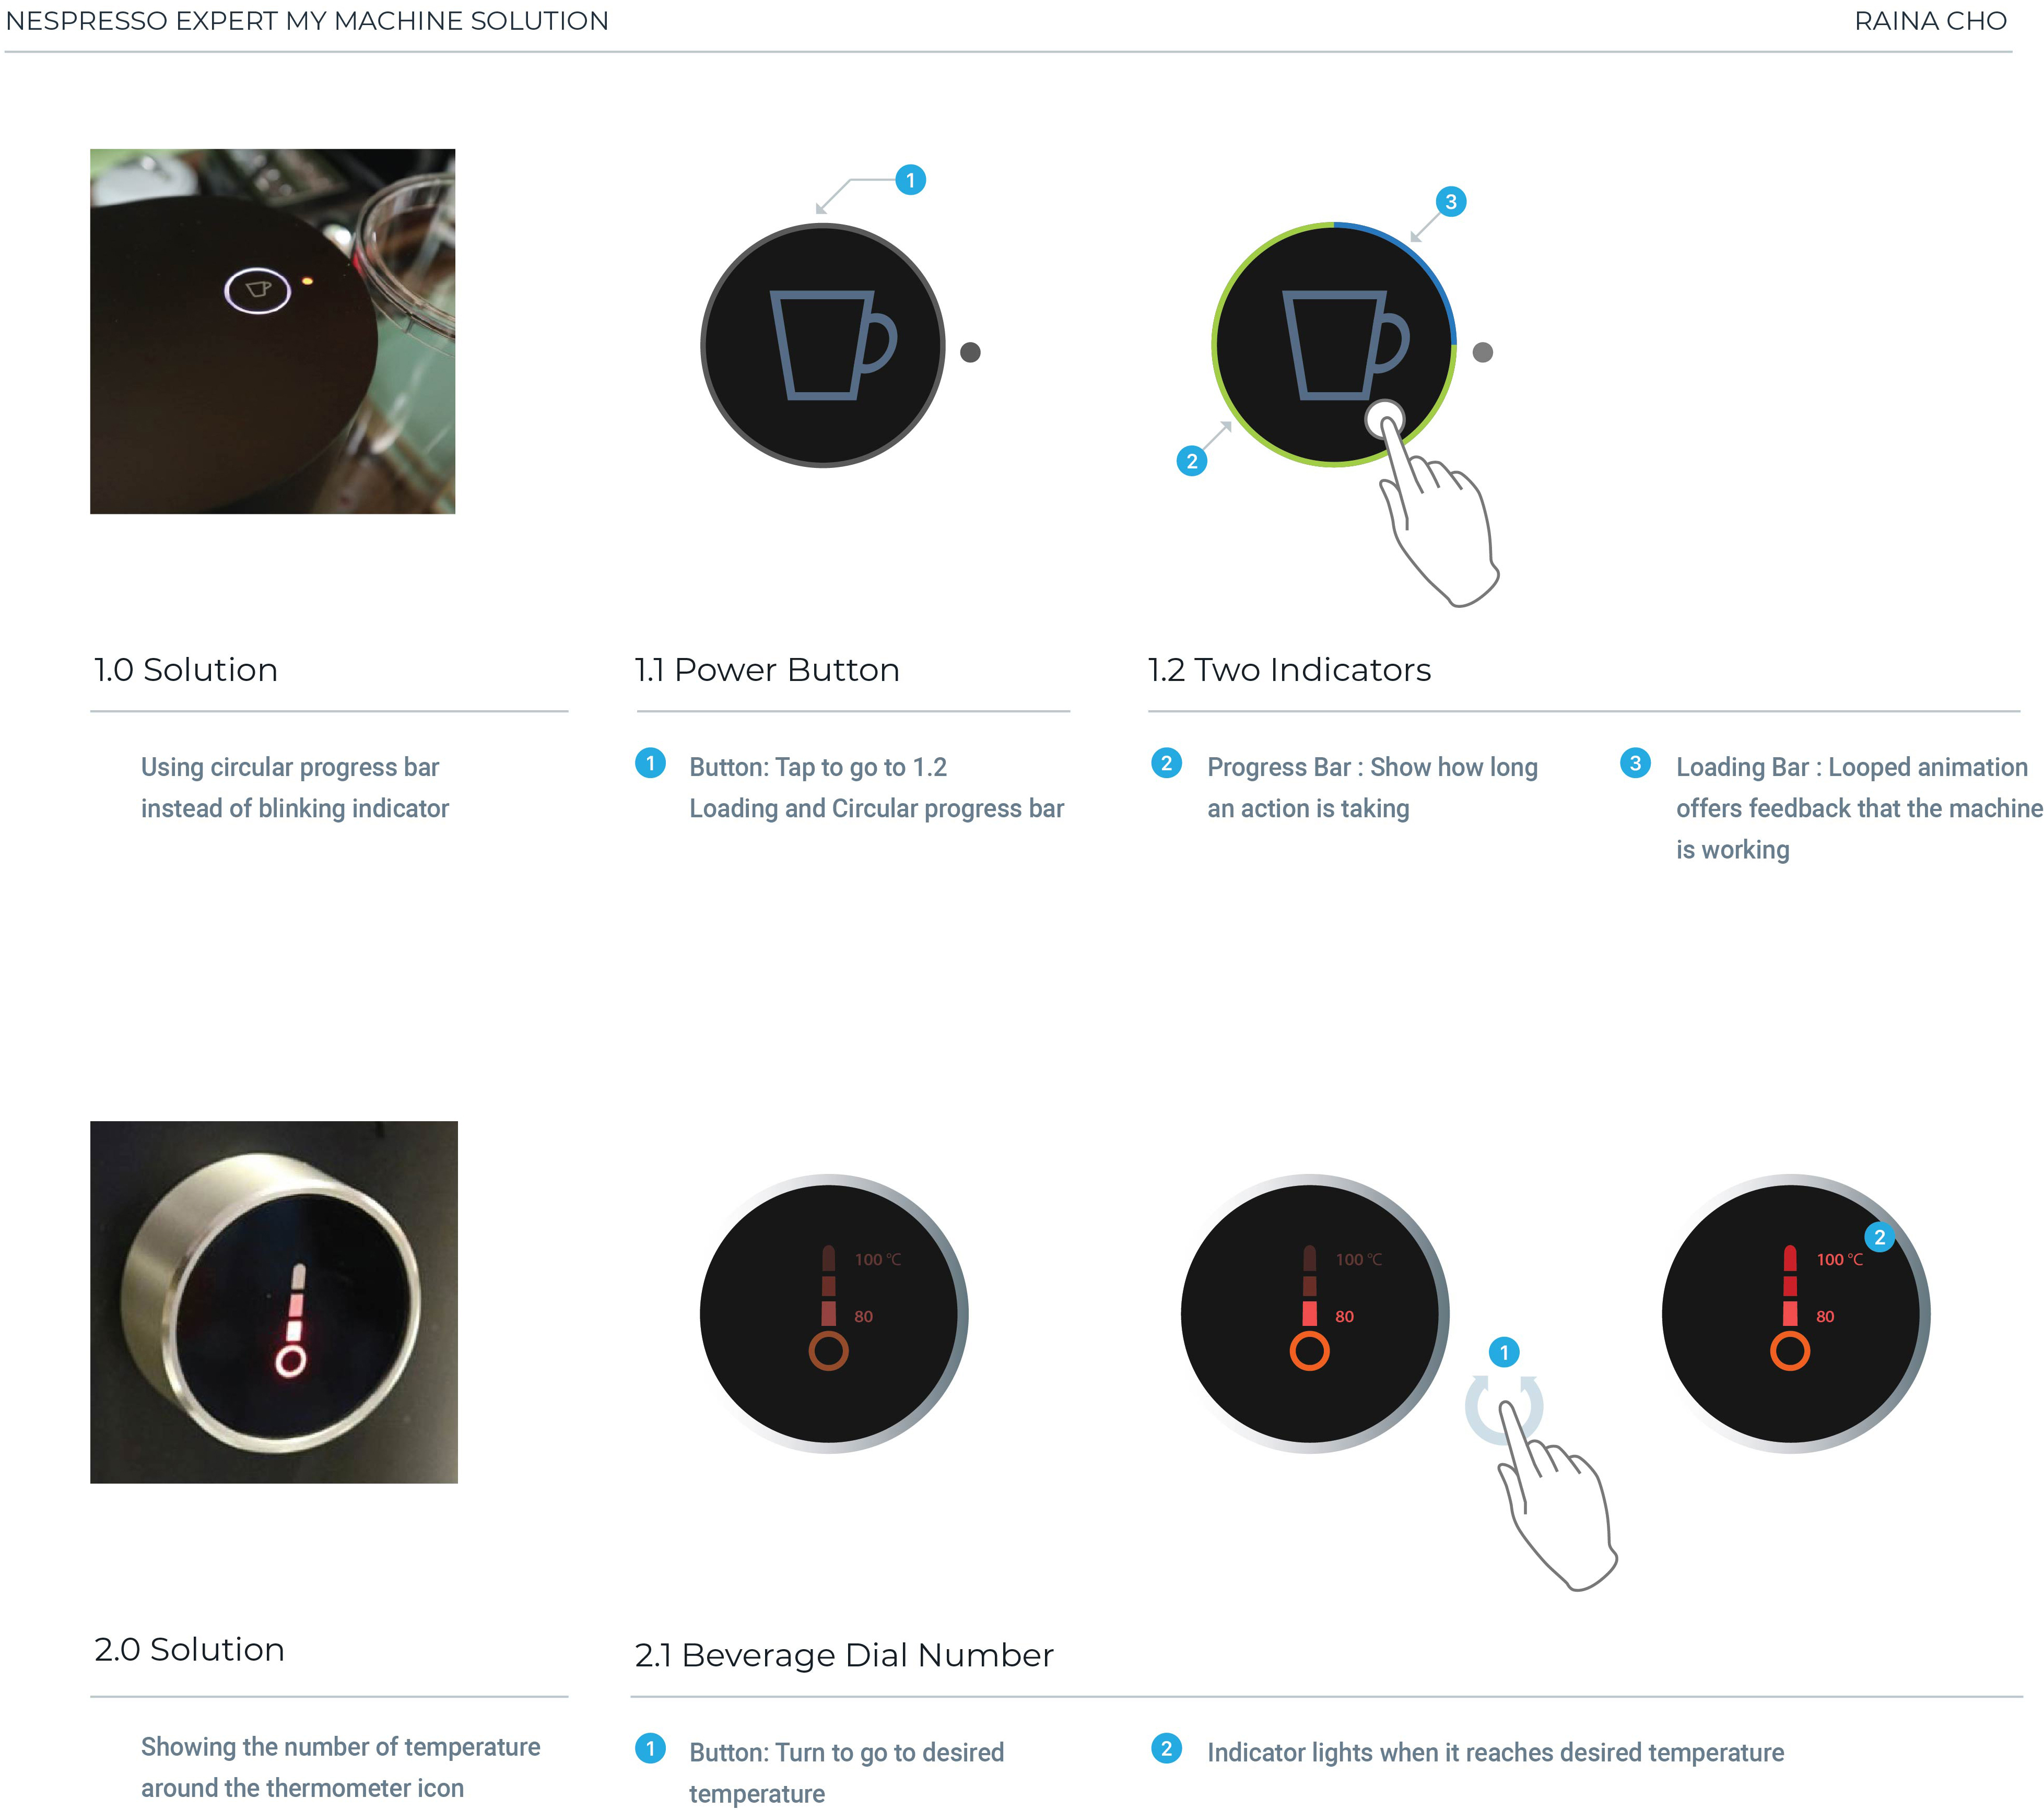 NESPRESSO EXPERT MY MACHINE SOLUTION
RAINA CHO
1
3
2
1.0 Solution
1.1 Power Button
1.2 Two Indicators
Using circular progress bar
instead of blinking indicator
1 Button: Tap to go to 1.2
Loading and Circular progress bar
2 Progress Bar : Show how long
an action is taking
3 Loading Bar : Looped animation
offers feedback that the machine
is working
100 °C
80
100 °C
80
1
2
100 °C
80
2.0 Solution
2.1 Beverage Dial Number
Showing the number of temperature
around the thermometer icon
1 Button: Turn to go to desired
temperature
2 Indicator lights when it reaches desired temperature